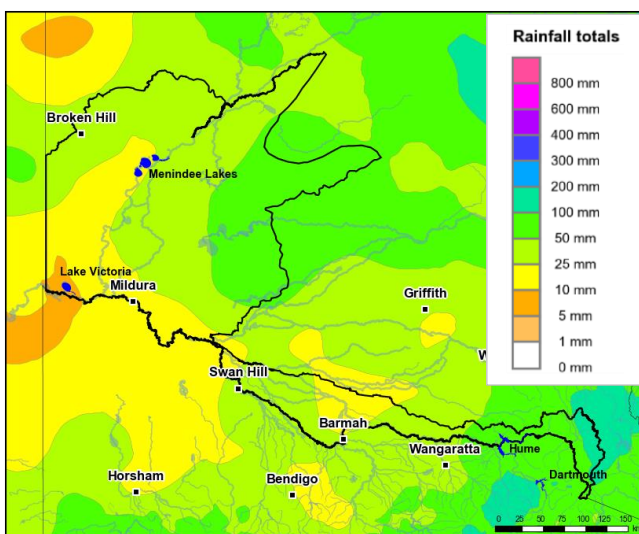 Rainfall totals
800 mm
600 mm
400 mm
300 mm
200 mm
100 mm
50 mm
25 mm
10 mm
5 mm
1 mm
0 mm
Broken Hill
Menindee Lakes
Lake Victoria
Mildura
Griffith
W
Swan Hill
Barmah
Wangaratta
Hume
Horsham
Bendigo
Dartmouth
0 25 50 75 100 125 150